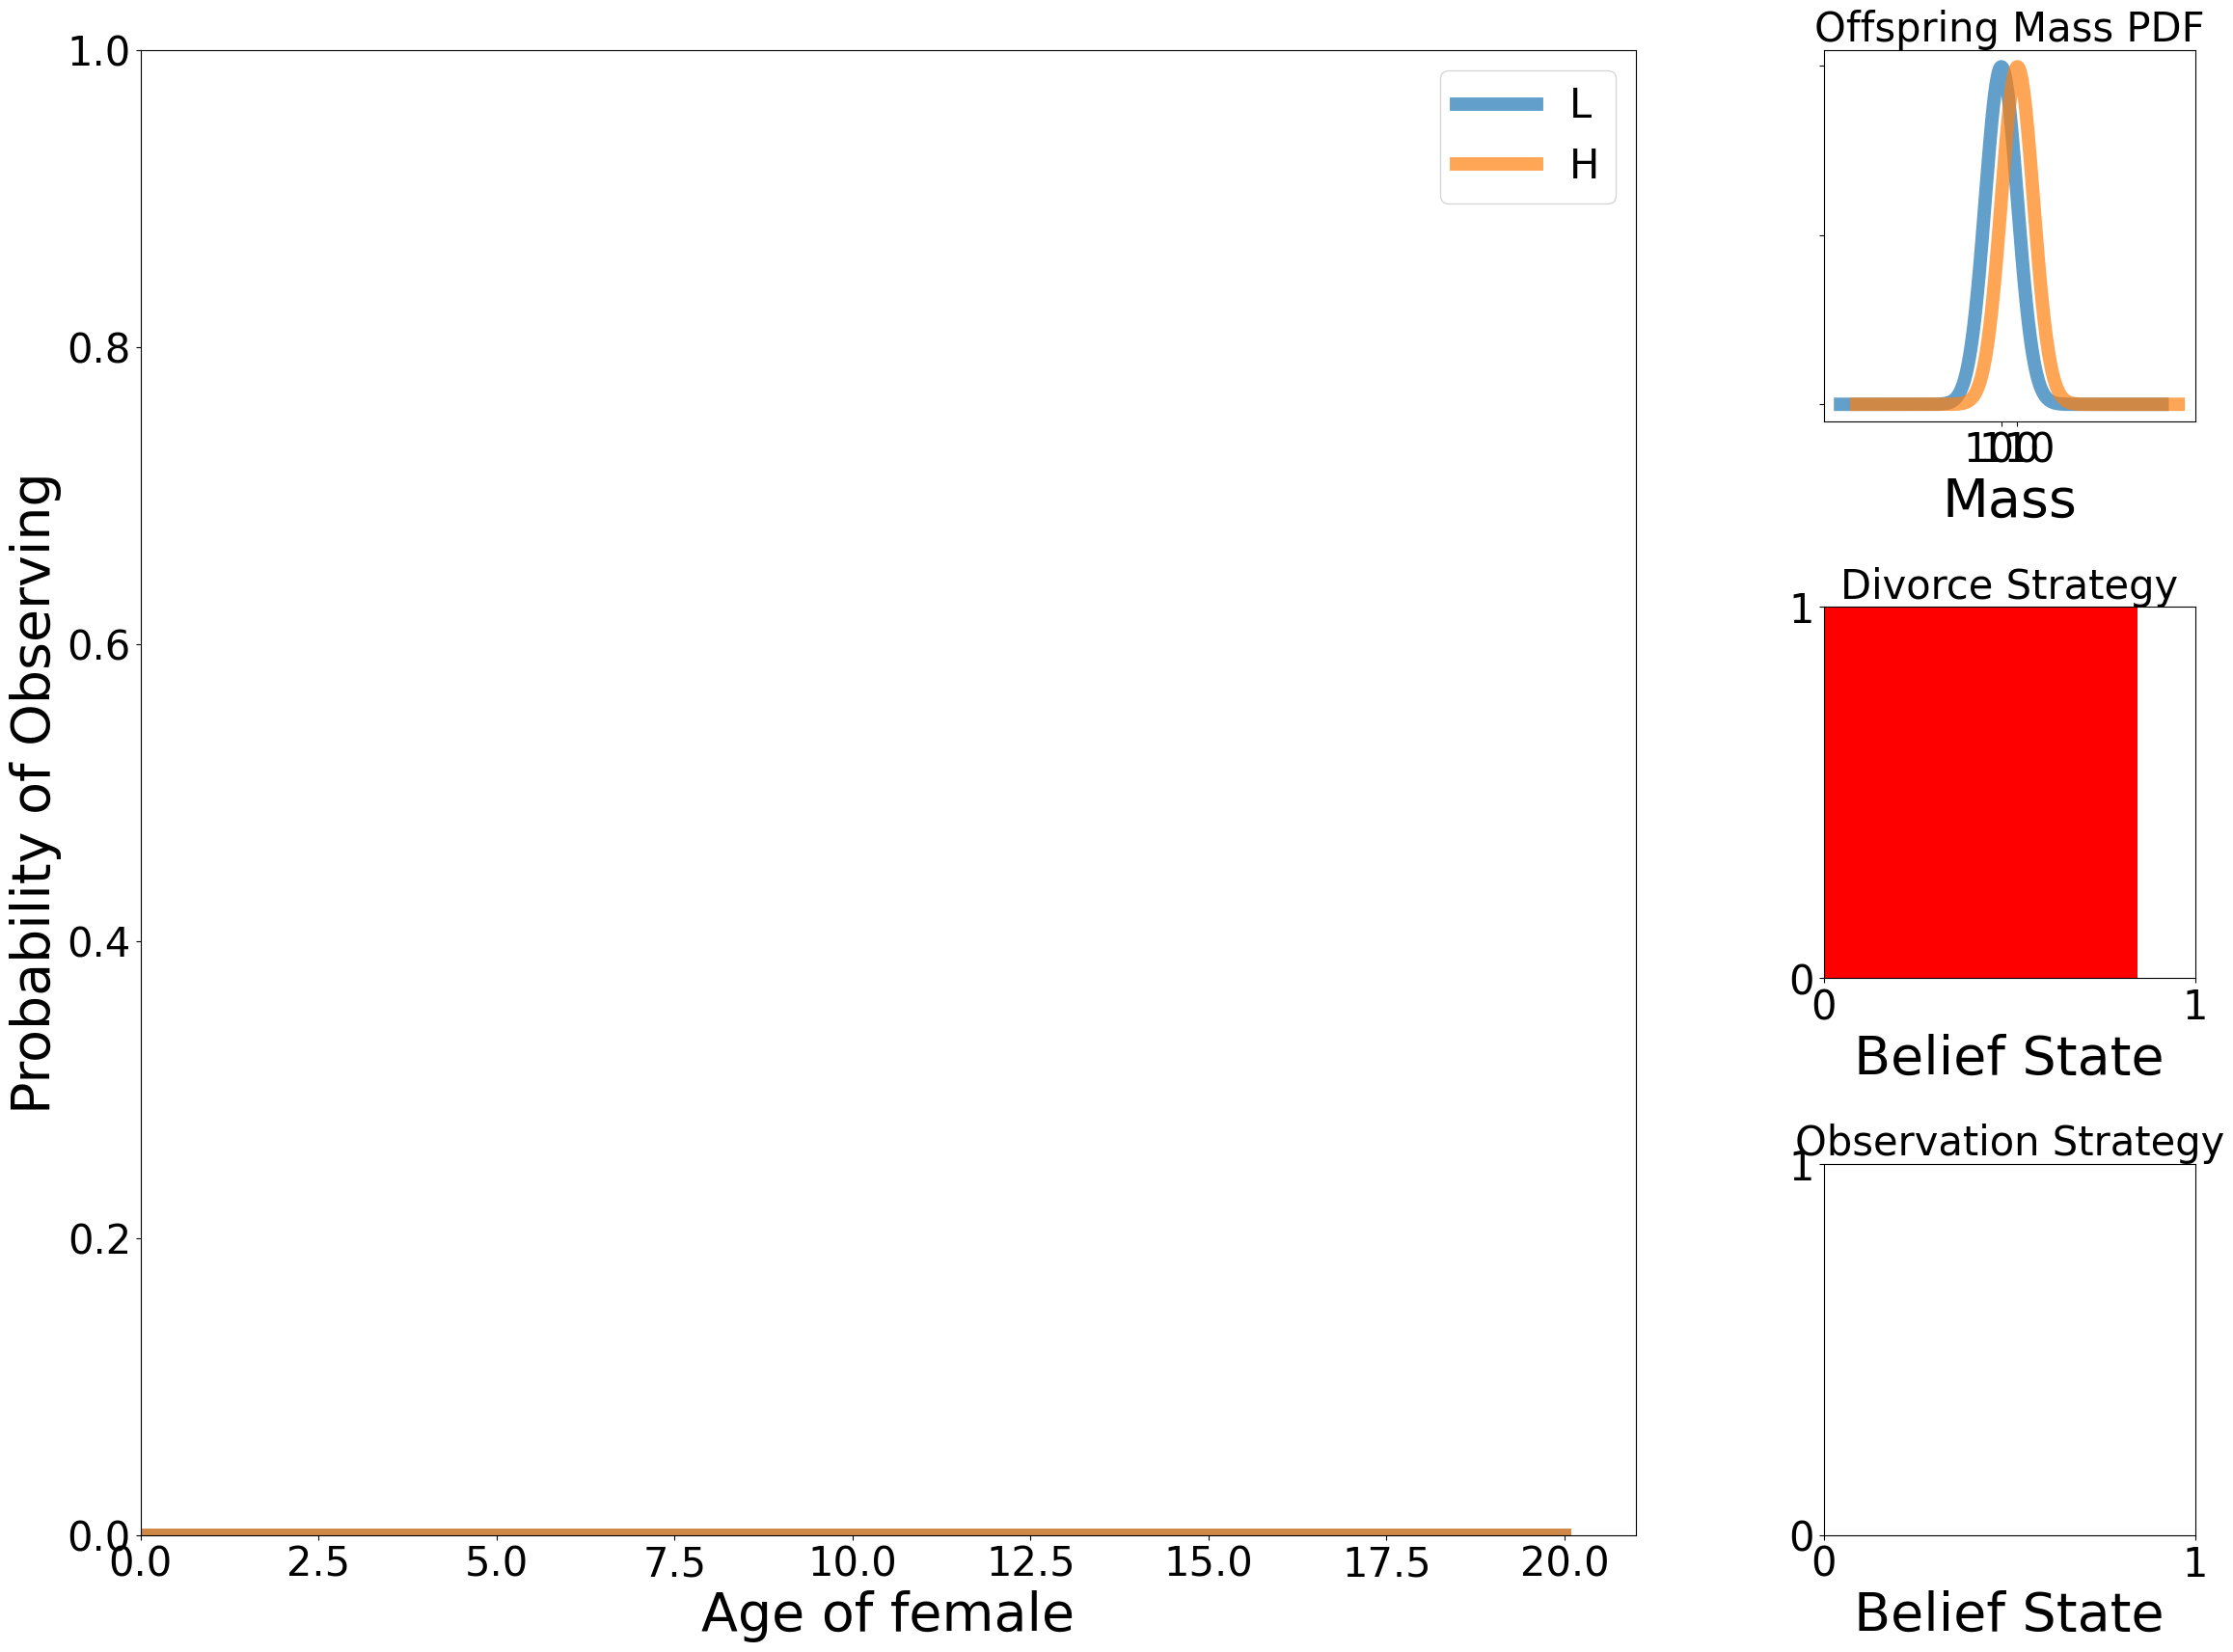 1.0
0.8
0.6
0.4
0.2
0.0
0.0 2.5 5.0 7.5 10.0 12.5 15.0 17.5 20.0
Probability of Observing
Age of female
L
H
Offspring Mass PDF
100 110
Mass
Divorce Strategy
1
0
0 1
Belief State
Observation Strategy
1
0
0 1
Belief State